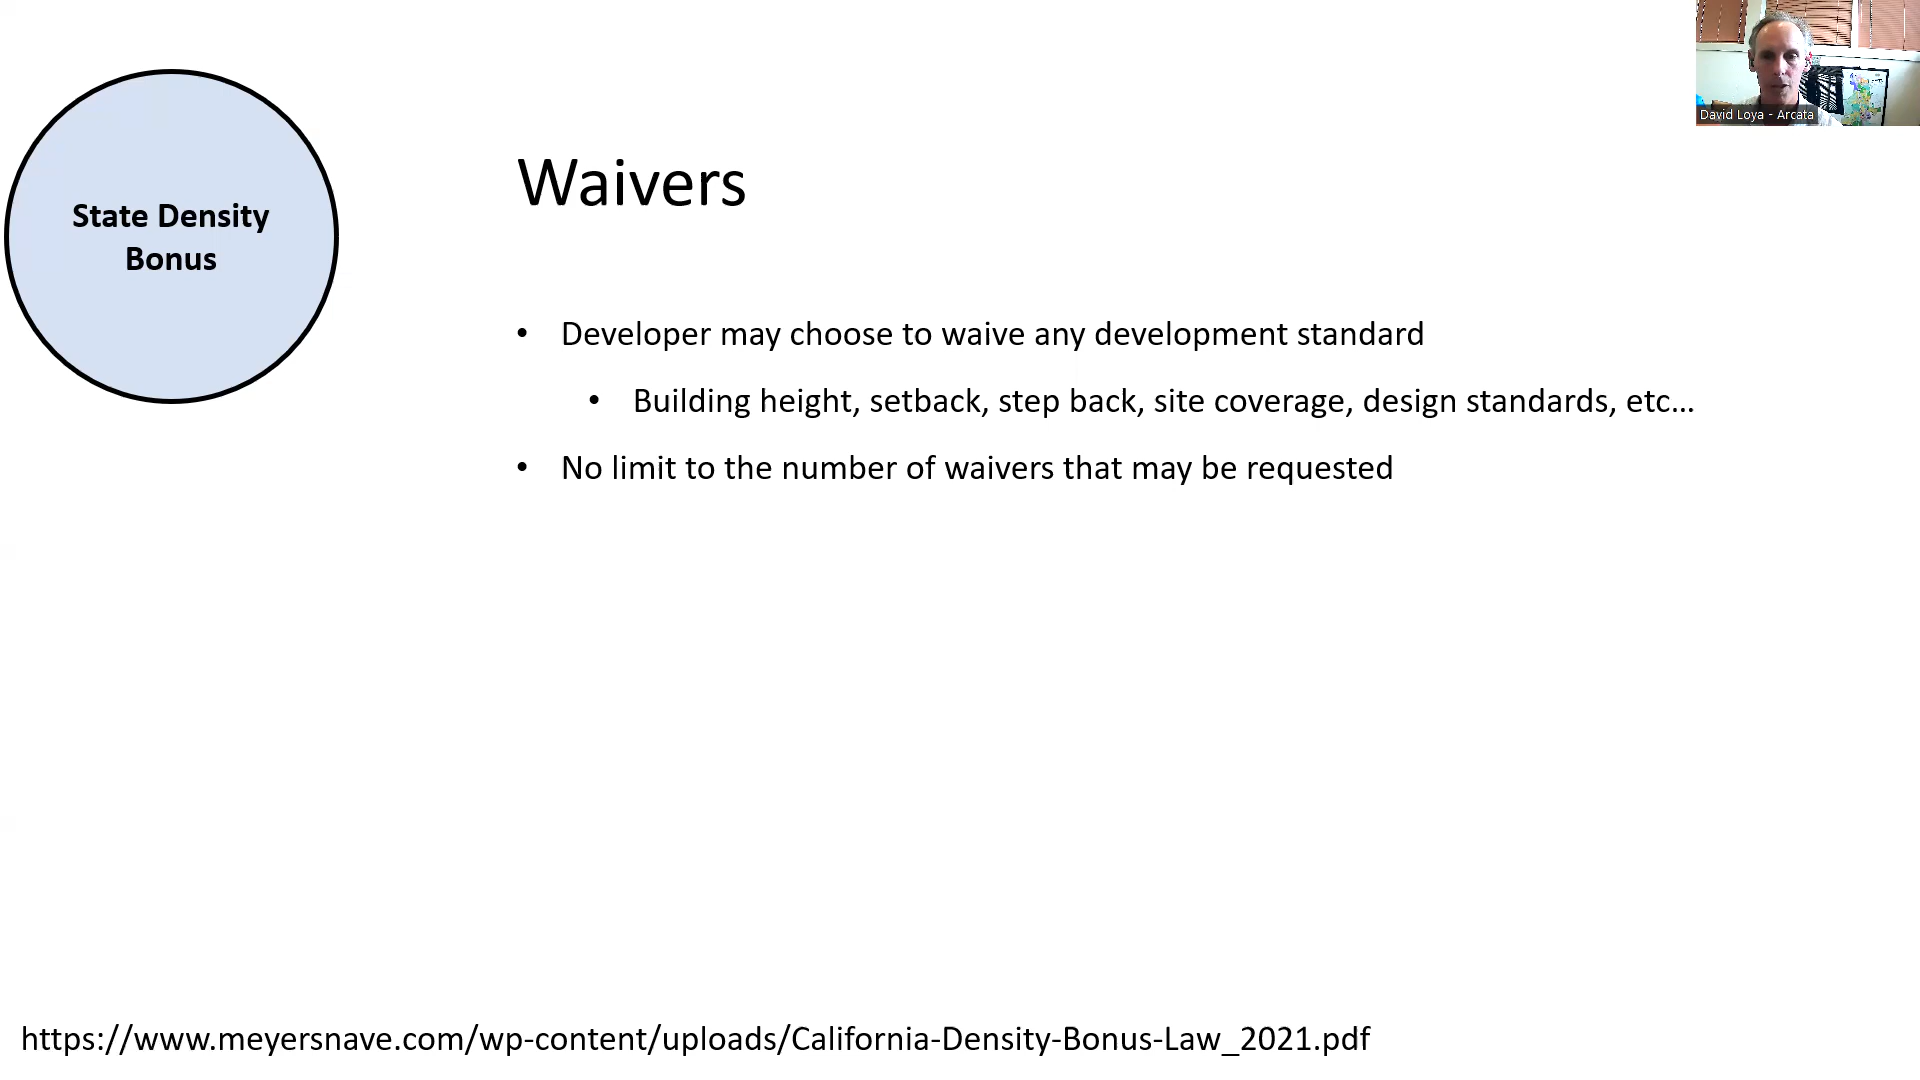 David Loya - Arcata
State Density
Bonus
Waivers
• Developer may choose to waive any development standard
• Building height, setback, step back, site coverage, design standards, etc...
• No limit to the number of waivers that may be requested
https://www.meyersnave.com/wp-content/uploads/California-Density-Bonus-Law_2021.pdf